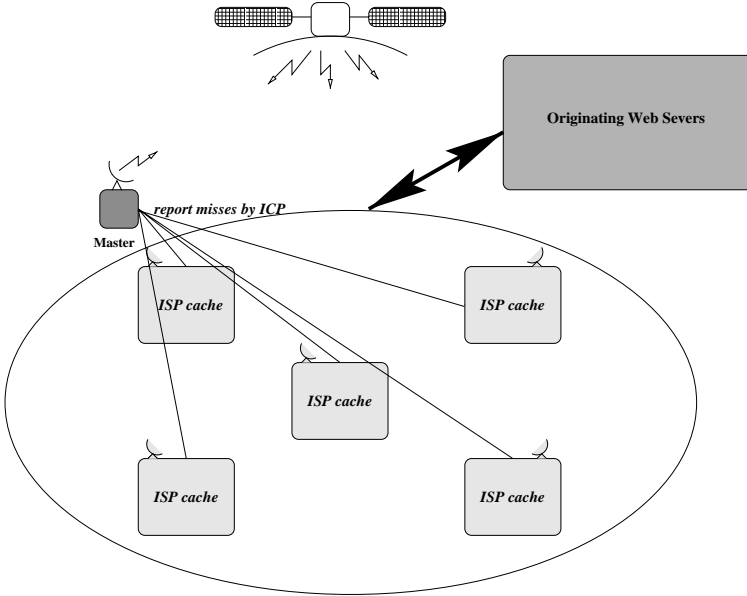 Originating Web Severs
report misses by ICP
Master
ISP cache
ISP cache
ISP cache
ISP cache
ISP cache